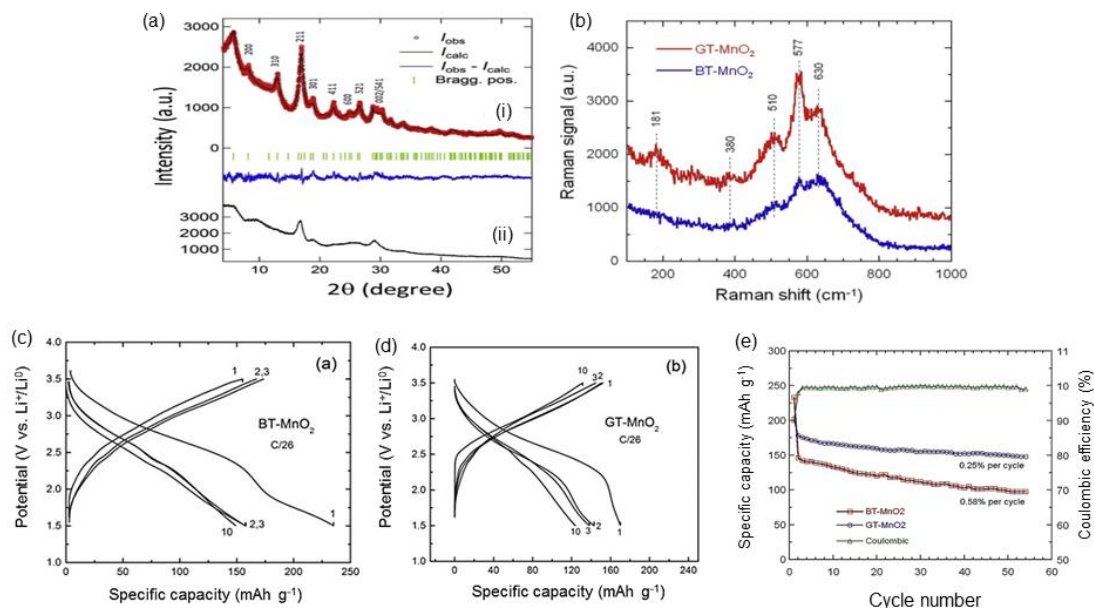 (a)
3000
2000
1000
0
3000
2000
1000
Intensity (a.u.)
200
310
211
301
411
600
521
002/541
I obs
I calc
I obs - I calc
Bragg. pos.
(i)
(ii)
10 20 30 40 50
2θ (degree)
(b)
4000
3000
2000
1000
0
Raman signal (a.u.)
GT-MnO2
BT-MnO2
181
380
510
577
630
200 400 600 800 1000
Raman shift (cm-1)
(c)
4.0
3.5
3.0
2.5
2.0
1.5
1.0
Potential (V vs. Li+/Li0)
(a)
1
2,3
BT-MnO2
C/26
1
2,3
10
0 50 100 150 200 250
Specific capacity (mAh g-1)
(d)
4.0
3.5
3.0
2.5
2.0
1.5
1.0
Potential (V vs. Li+/Li0)
(b)
10
3 2
1
GT-MnO2
C/26
10
3
2
1
0 40 80 120 160 200 240
Specific capacity (mAh g-1)
(e)
300
250
200
150
100
50
0
Specific capacity (mAh g-1)
0.25% per cycle
0.58% per cycle
BT-MnO2
GT-MnO2
Coulombic
11
10
90
80
70
60
50
Coulombic efficiency (%)
0 10 20 30 40 50 60
Cycle number